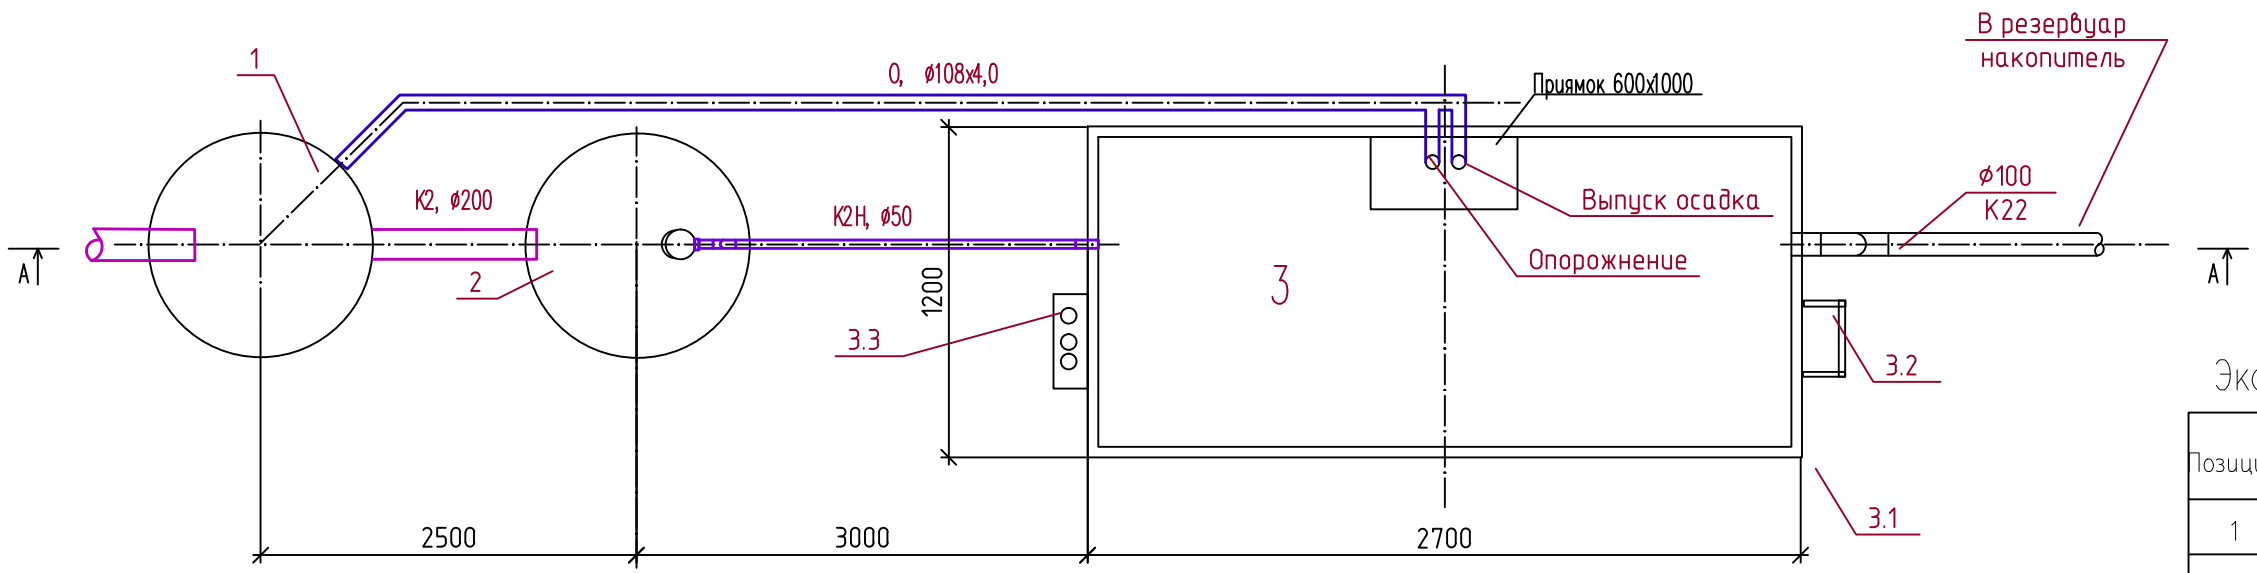 В резервуар
накопитель
1
О, ø108х4,0
Приямок 600х1000
К2, ø200
К2Н, ø50
Выпуск осадка
ø100
К22
А
2
Опорожнение
3
А
1200
3.3
3.2
Позици
3.1
2500
3000
2700
1